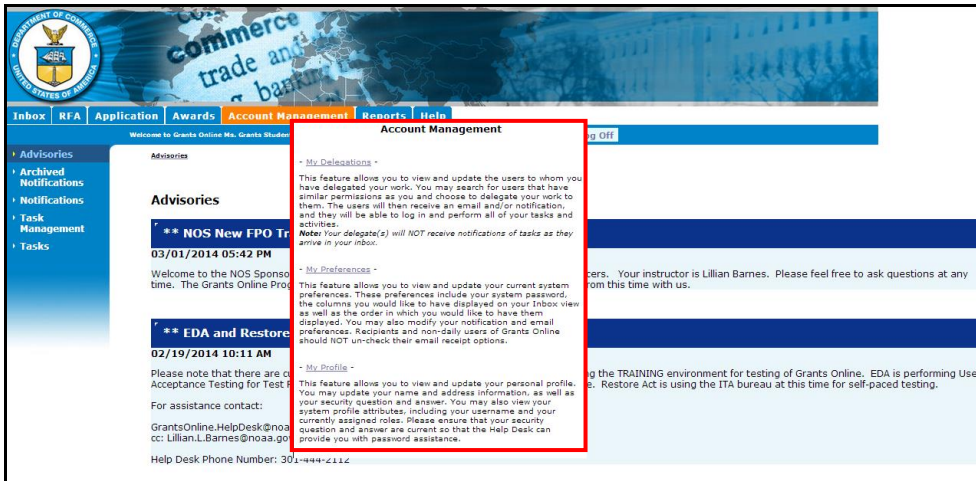 DEPARTMENT OF COMMERCE
UNITED STATES OF AMERICA
commerce
trade and
banking
Inbox RFA Application Awards Account Management Reports Help
Welcome to Grants Online Ms. Grants Student
og Off
Advisories
Archived
Notifications
Notifications
Task
Management
Tasks
Advisories
Advisories
** NOS New FPO Tr
03/01/2014 05:42 PM
Welcome to the NOS Sponso
cers. Your instructor is Lillian Barnes. Please feel free to ask questions at any
time. The Grants Online Prog
rom this time with us.
** EDA and Restore
02/19/2014 10:11 AM
Please note that there are cu
g the TRAINING environment for testing of Grants Online. EDA is performing Use
Acceptance Testing for Test P
e. Restore Act is using the ITA bureau at this time for self-paced testing.
For assistance contact:
GrantsOnline.HelpDesk@noa
cc: Lillian.L.Barnes@noaa.gov
Help Desk Phone Number: 301-444-2112
Account Management
- My Delegations -
This feature allows you to view and update the users to whom you
have delegated your work. You may search for users that have
similar permissions as you and choose to delegate your work to
them. The users will then receive an email and/or notification,
and they will be able to log in and perform all of your tasks and
activities.
Note: Your delegate(s) will NOT receive notifications of tasks as they
arrive in your inbox.
- My Preferences -
This feature allows you to view and update your current system
preferences. These preferences include your system password,
the columns you would like to have displayed on your Inbox view
as well as the order in which you would like to have them
displayed. You may also modify your notification and email
preferences. Recipients and non-daily users of Grants Online
should NOT un-check their email receipt options.
- My Profile -
This feature allows you to view and update your personal profile.
You may update your name and address information, as well as
your security question and answer. You may also view your
system profile attributes, including your username and your
currently assigned roles. Please ensure that your security
question and answer are current so that the Help Desk can
provide you with password assistance.